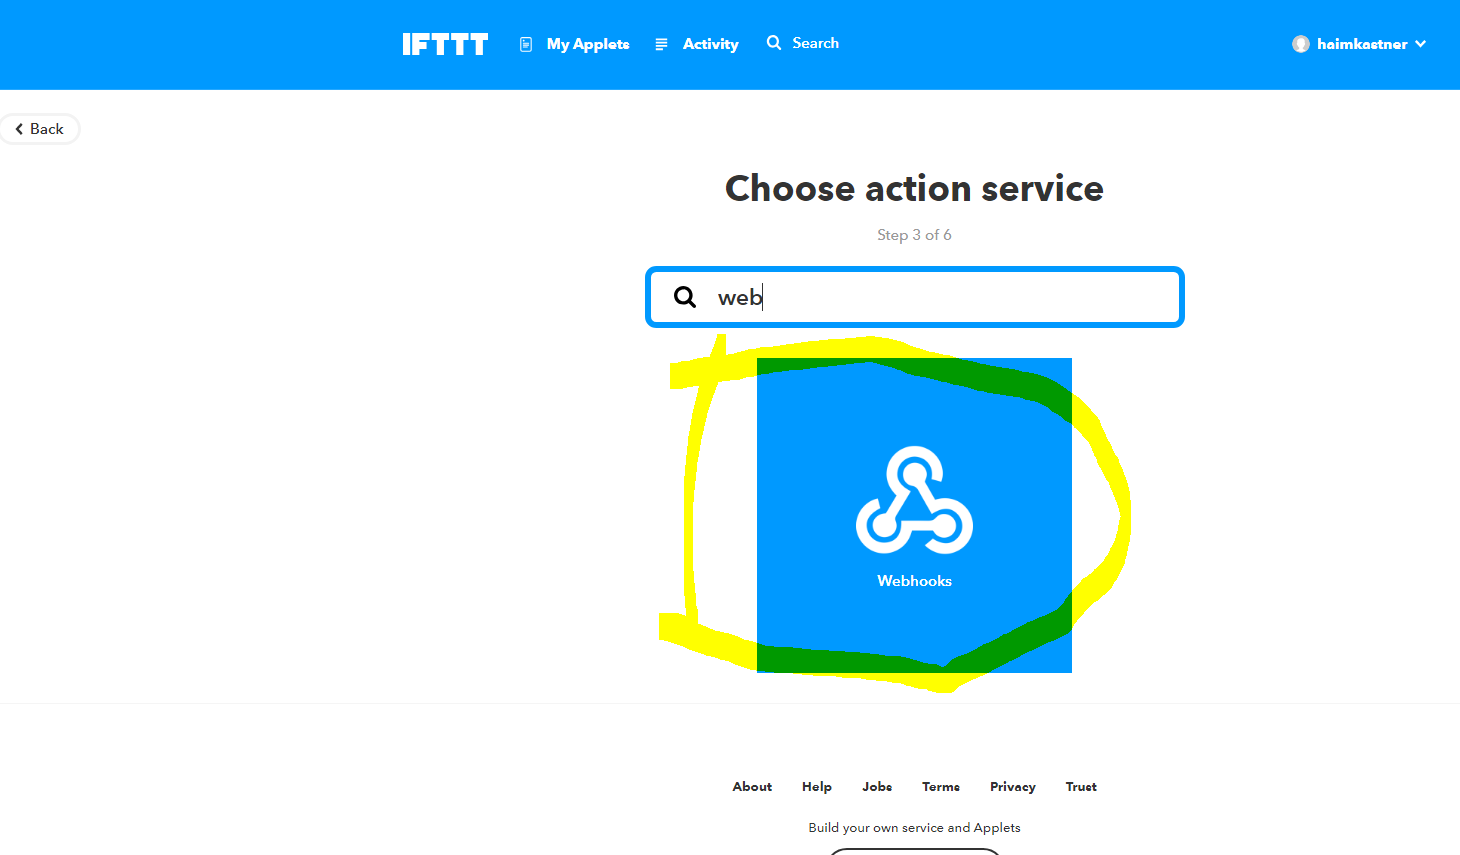 IFTTT My Applets Activity Search haimkastner
Back
Choose action service
Step 3 of 6
web
Webhooks
About Help Jobs Terms Privacy Trust
Build your own service and Applets